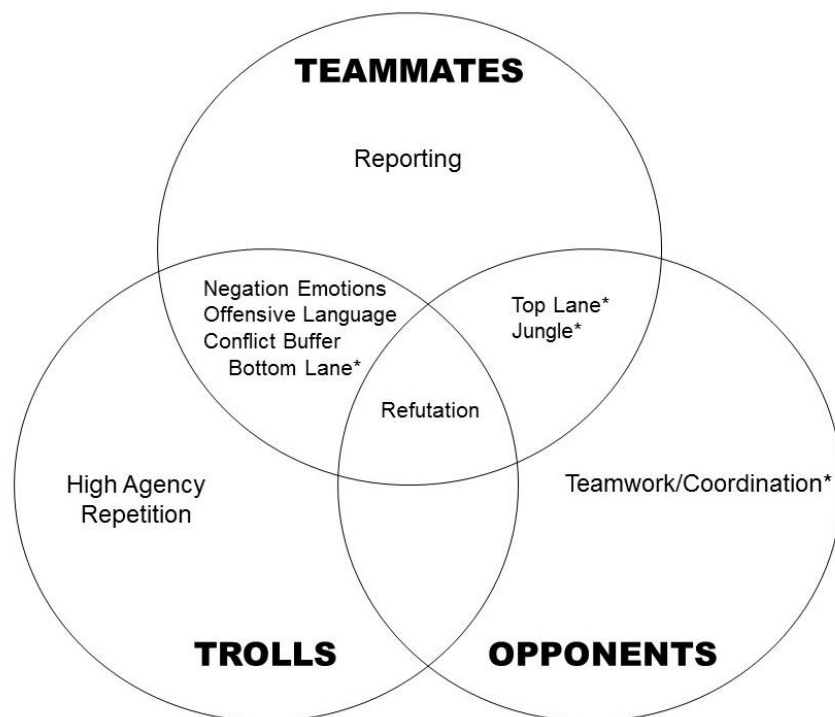 TEAMMATES
Reporting
Negation Emotions
Offensive Language
Conflict Buffer
Bottom Lane*
Top Lane*
Jungle*
Refutation
High Agency
Repetition
Teamwork/Coordination*
TROLLS
OPPONENTS